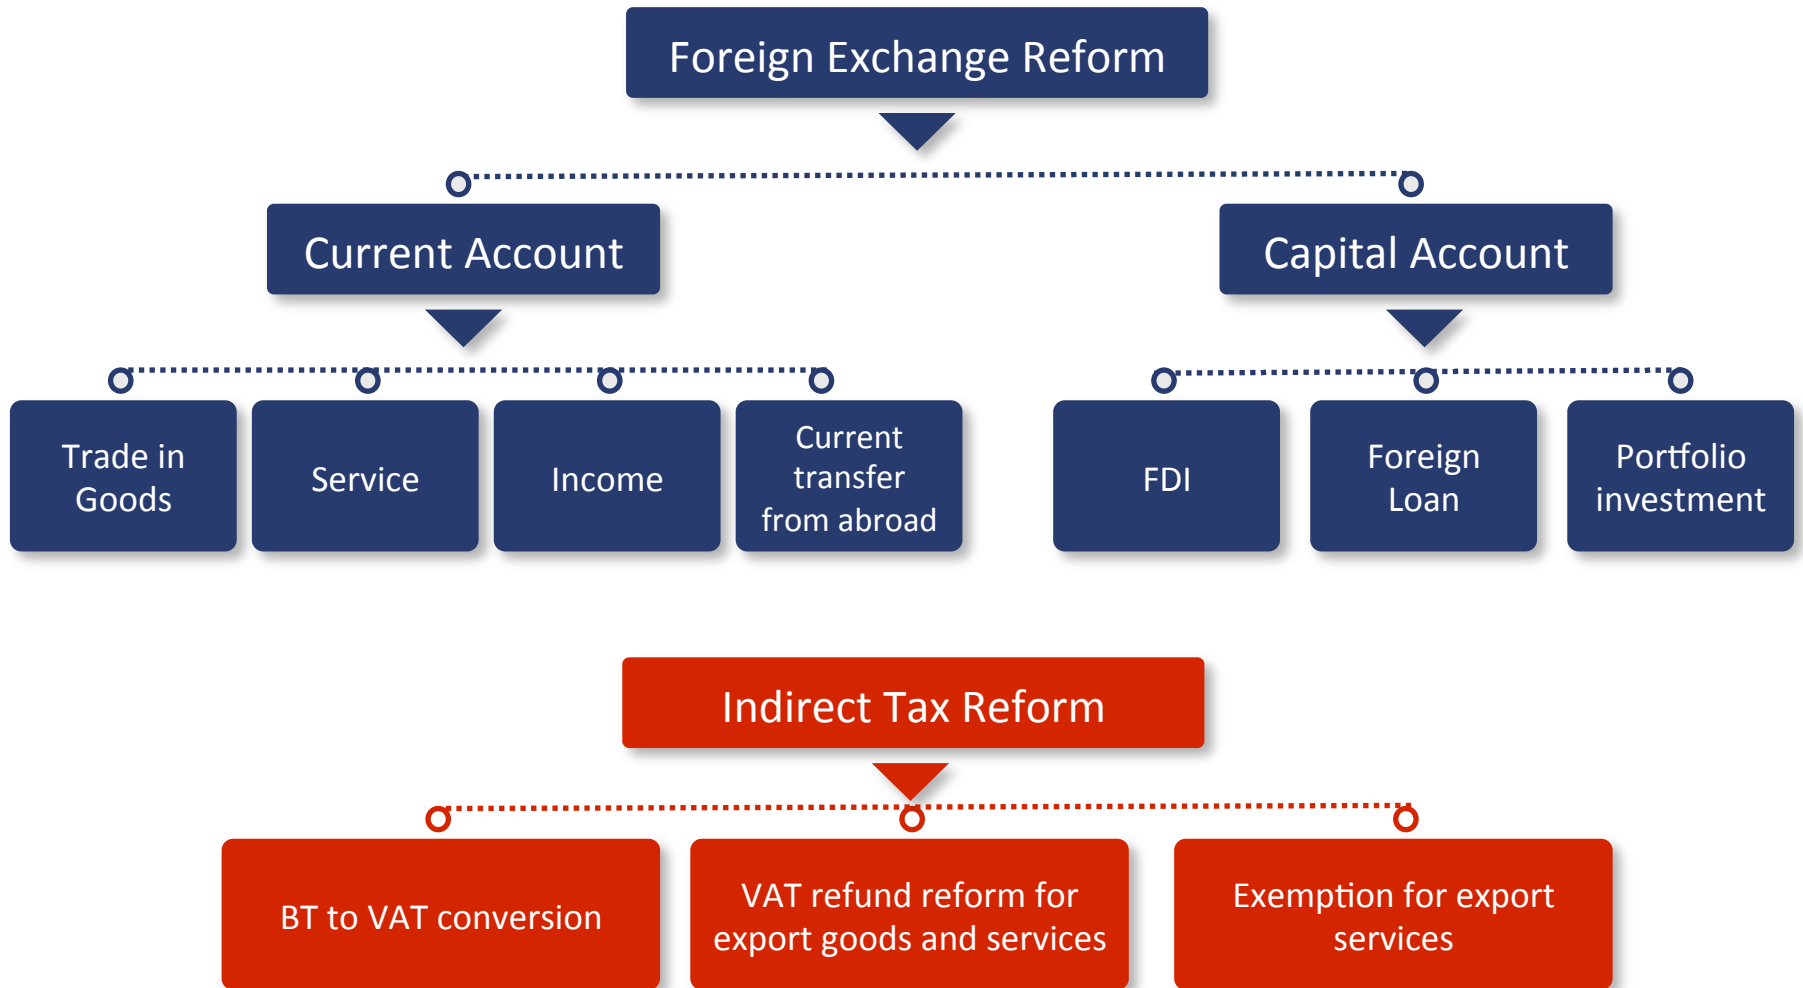 Foreign Exchange Reform
Current Account
Capital Account
Trade in
Goods
Service
Income
Current
transfer
from abroad
FDI
Foreign
Loan
Portfolio
investment
Indirect Tax Reform
BT to VAT conversion
VAT refund reform for
export goods and services
Exemption for export
services